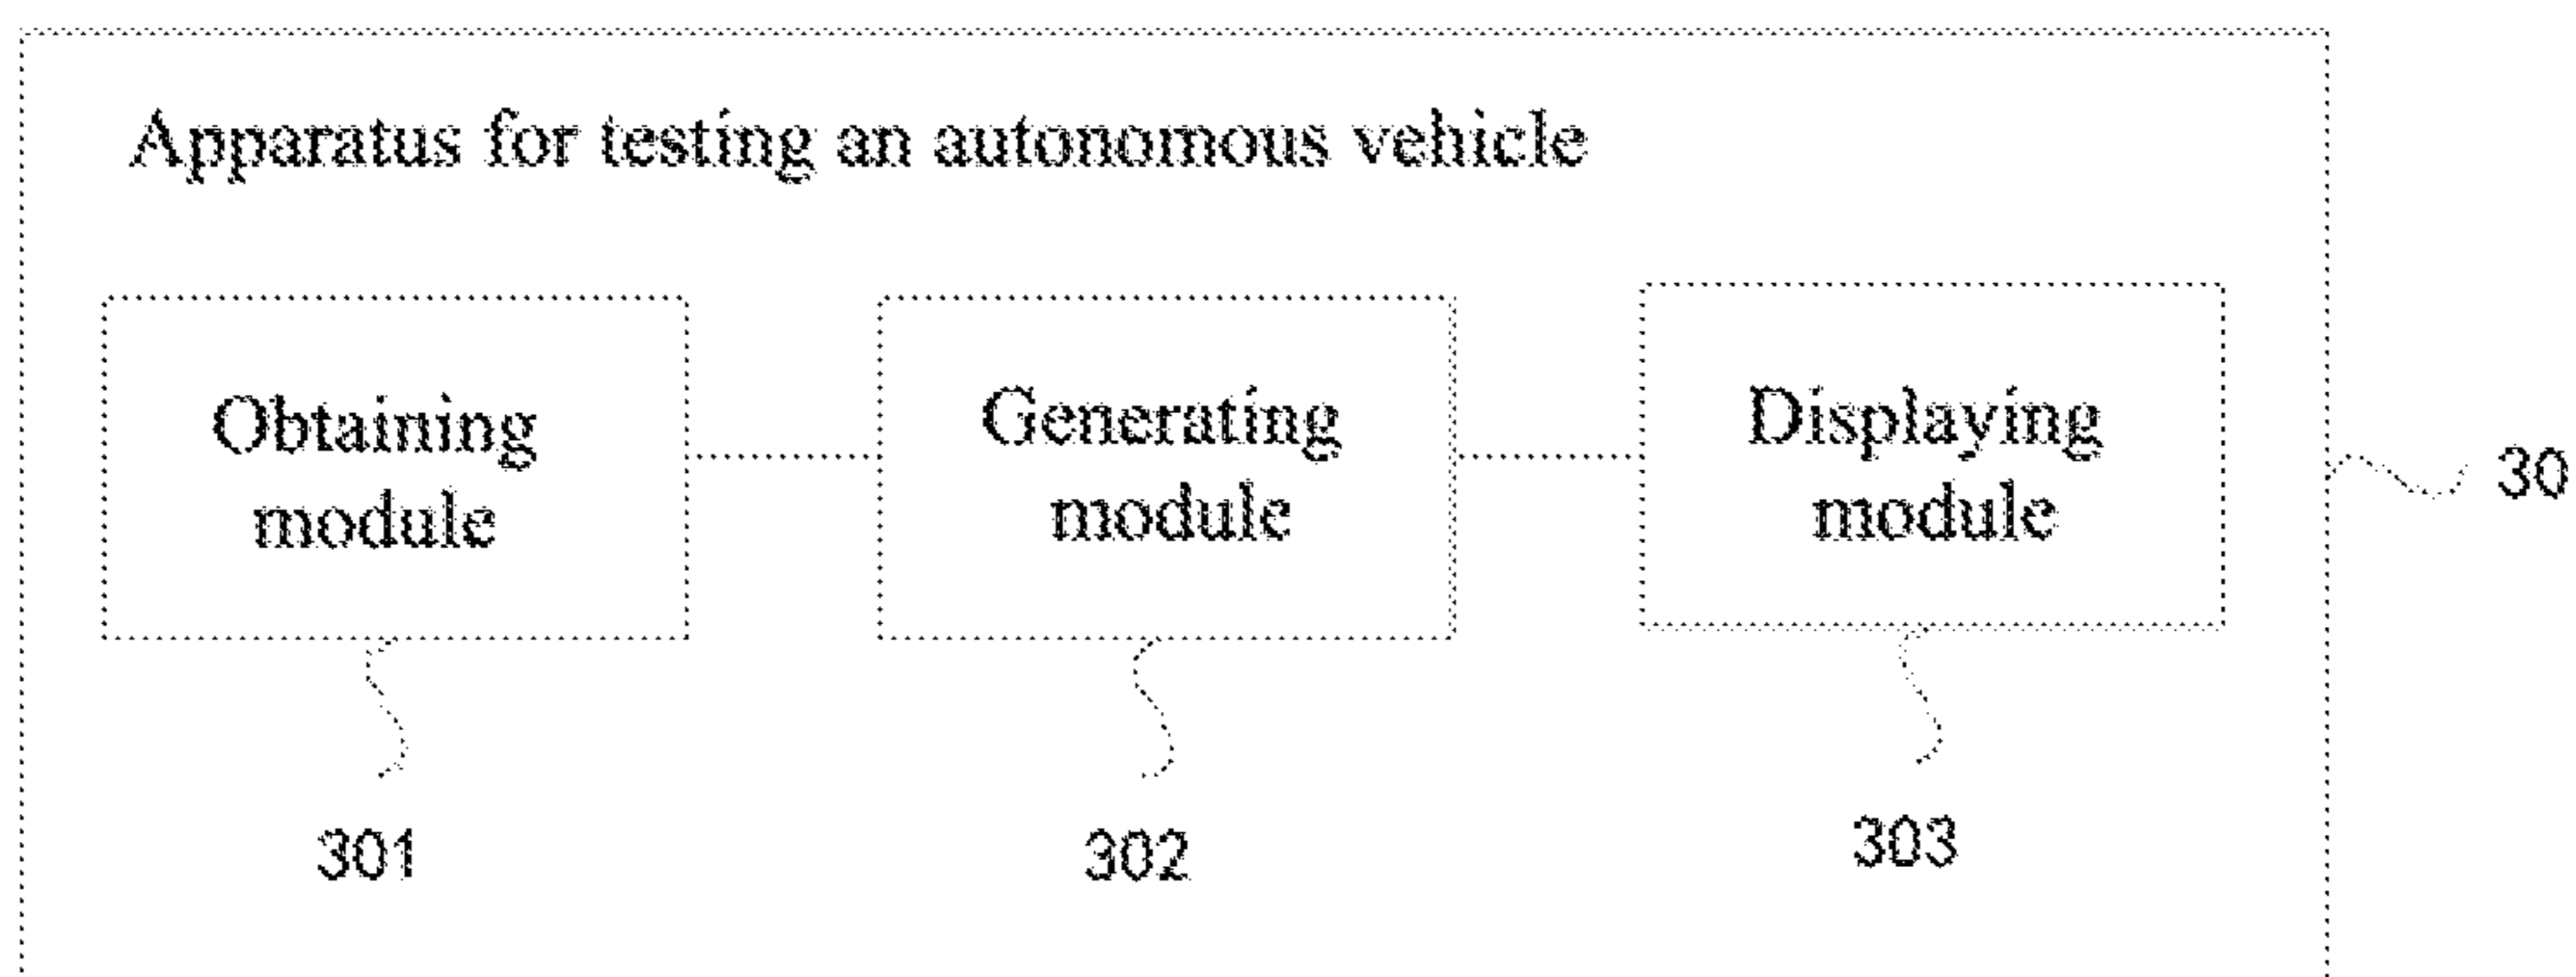 Apparatus for testing an autonomous vehicle
Obtaining
module
Generating
module
Displaying
module
30
301
302
303